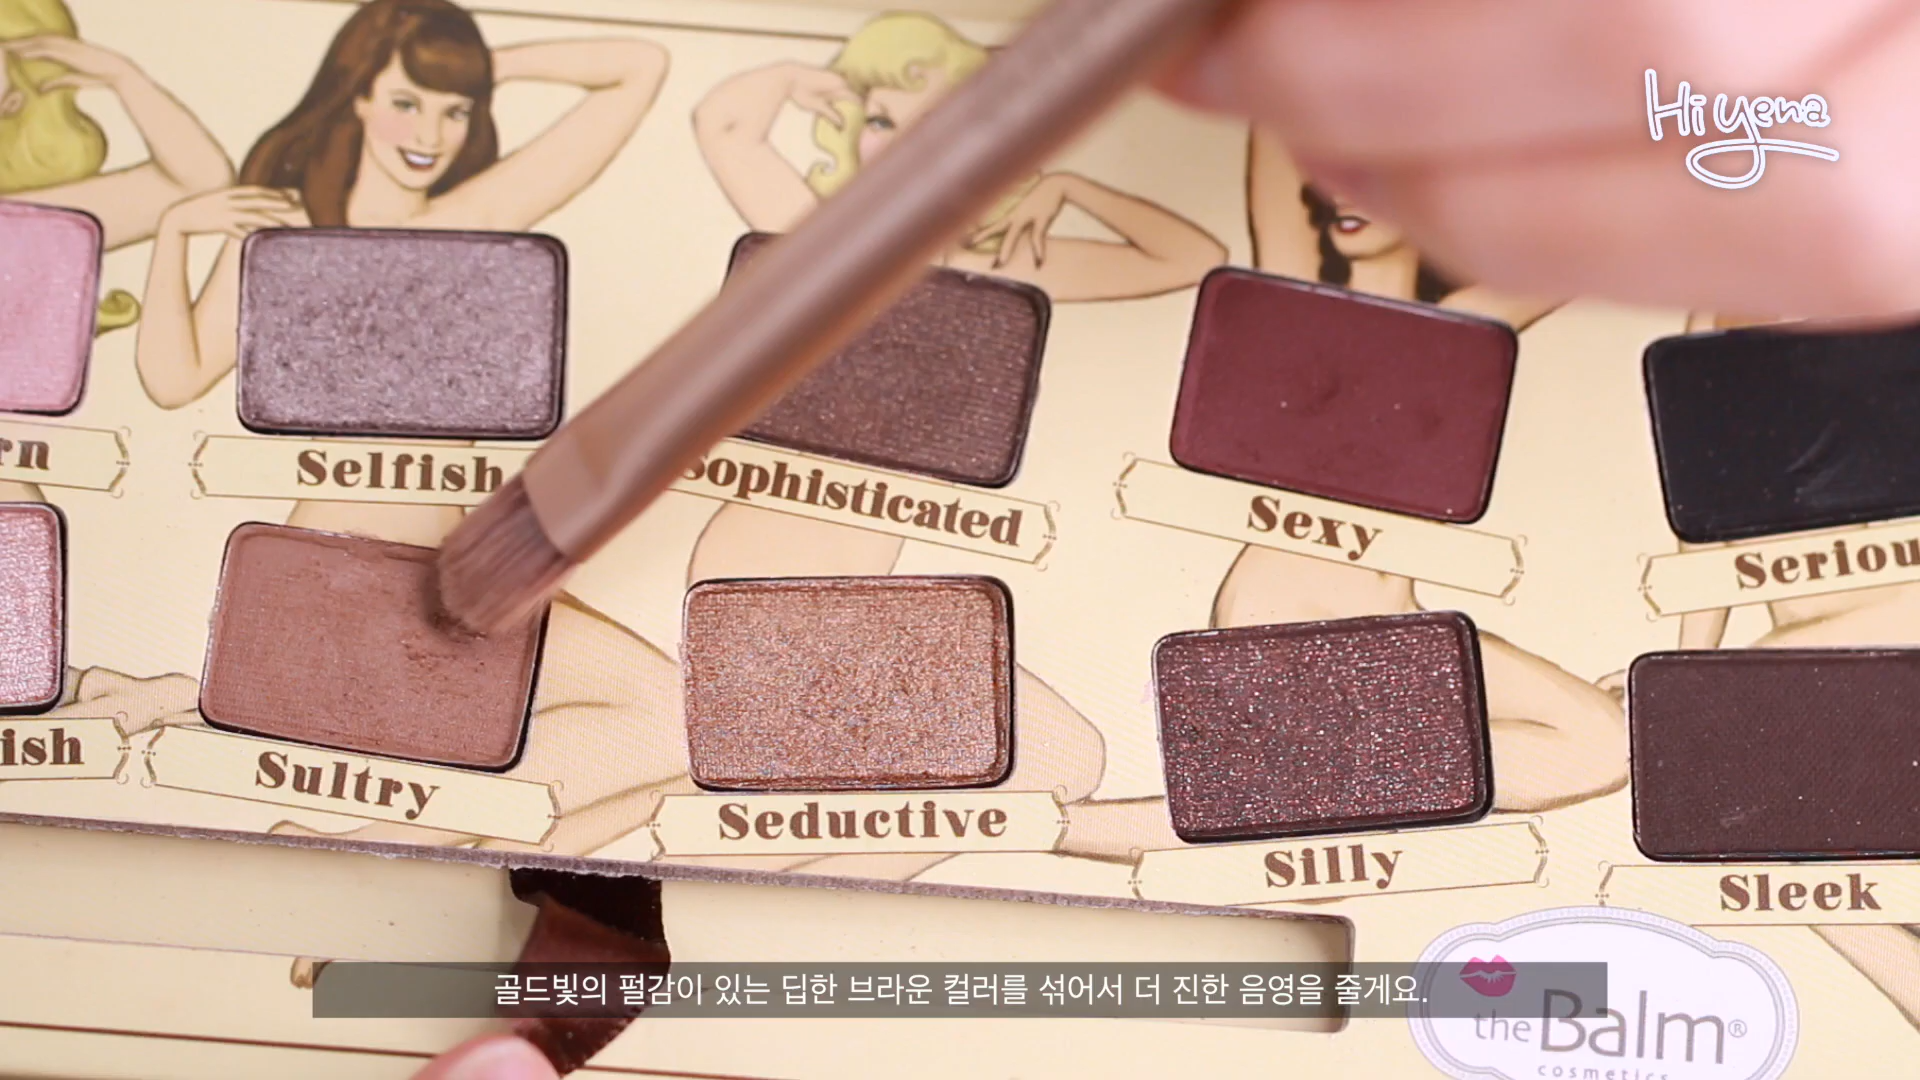 Hi yena
rn
Selfish
Sophisticated
Sexy
Seriou
ish
Sultry
Seductive
Silly
Sleek
골드빛의 펄감이 있는 딥한 브라운 컬러를 섞어서 더 진한 음영을 줄게요.
theBalm®
cosmetics